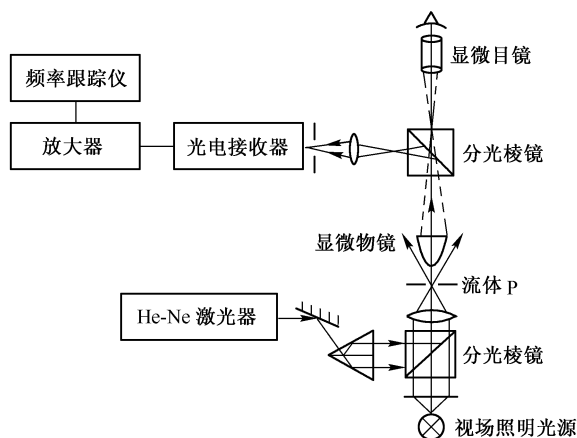 显微目镜
频率跟踪仪
放大器
光电接收器
分光棱镜
显微物镜
流体 P
He-Ne 激光器
分光棱镜
视场照明光源